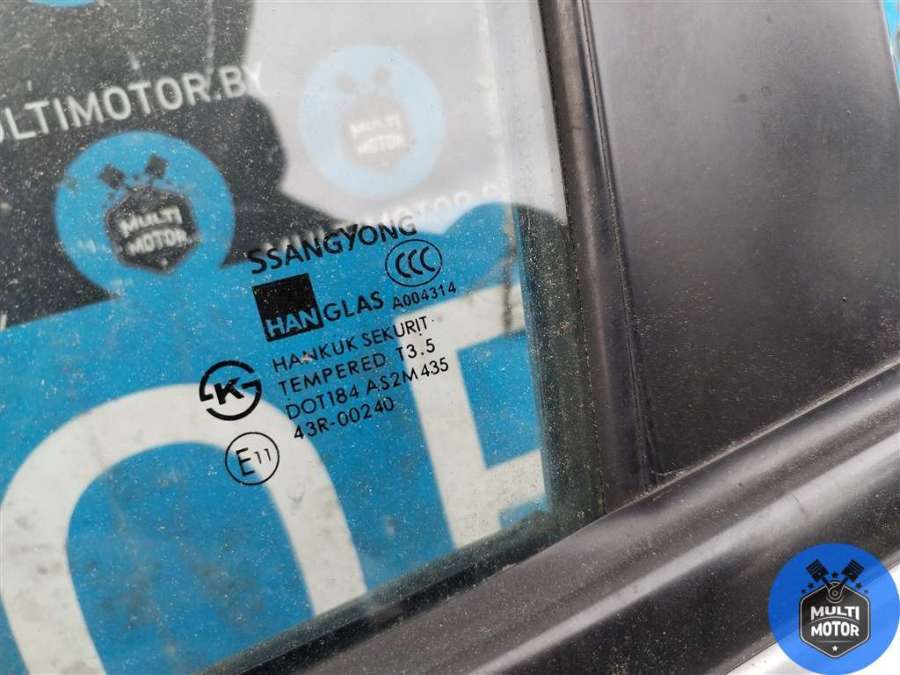 MULTIMOTOR.BY
MULTI
MOTOR
MULTI
MOTOR
SSANGYONG
CCC
HANGLAS A004314
HANKUK SEKURIT
TEMPERED T3.5
DOT184 AS2M435
43R-00240
K
E11
MULTI
MOTOR